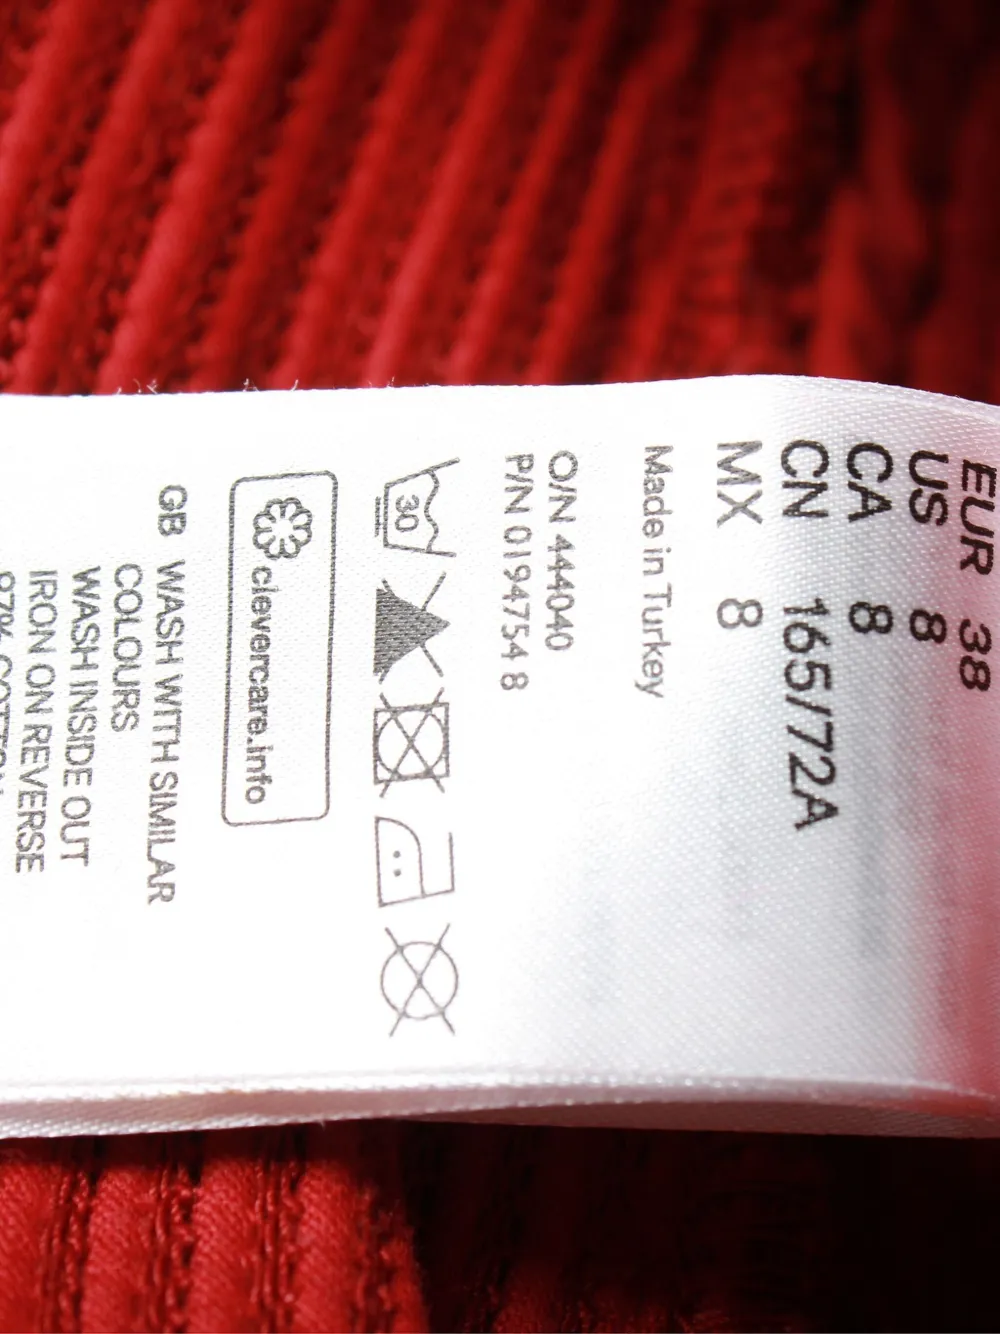 EUR 38
US 8
CA 8
CN 165/72A
MX 8
Made in Turkey
O/N 444040
P/N 0194754 8
30
clevercare.info
GB WASH WITH SIMILAR
COLOURS
WASH INSIDE OUT
IRON ON REVERSE